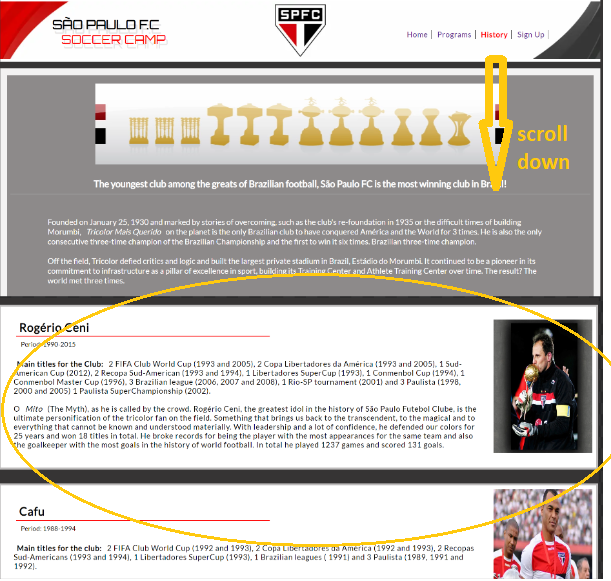 SÃO PAULO F.C
SOCCER CAMP
SPFC
Home | Programs | History | Sign Up |
scroll
down
The youngest club among the greats of Brazilian football, São Paulo FC is the most winning club in Brazil!
Founded on January 25, 1930 and marked by stories of overcoming, such as the club's re-foundation in 1935 or the difficult times of building
Morumbi, Tricolor Mais Querido on the planet is the only Brazilian club to have conquered América and the World for 3 times. He is also the only
consecutive three-time champion of the Brazilian Championship and the first to win it six times. Brazilian three-time champion.
Off the field, Tricolor defied critics and logic and built the largest private stadium in Brazil, Estádio do Morumbi. It continued to be a pioneer in its
commitment to infrastructure as a pillar of excellence in sport, building its Training Center and Athlete Training Center over time. The result? The
world met three times.
Rogério Ceni
Period: 1990-2015
Main titles for the Club: 2 FIFA Club World Cup (1993 and 2005), 2 Copa Libertadores da América (1993 and 2005), 1 Sud-
American Cup (2012), 2 Recopa Sud-American (1993 and 1994), 1 Libertadores SuperCup (1993), 1 Conmenbol Cup (1994), 1
Conmenbol Master Cup (1996), 3 Brazilian league (2006, 2007 and 2008), 1 Rio-SP tournament (2001) and 3 Paulista (1998,
2000 and 2005) 1 Paulista SuperChampionship (2002).
O Mito (The Myth), as he is called by the crowd. Rogério Ceni, the greatest idol in the history of São Paulo Futebol Clube, is the
ultimate personification of the tricolor fan on the field. Something that brings us back to the transcendent, to the magical and to
everything that cannot be known and understood materially. With leadership and a lot of confidence, he defended our colors for
25 years and won 18 titles in total. He broke records for being the player with the most appearances for the same team and also
the goalkeeper with the most goals in the history of world football. In total he played 1237 games and scored 131 goals.
Cafu
Period: 1988-1994
Main titles for the club: 2 FIFA Club World Cup (1992 and 1993), 2 Copa Libertadores da América (1992 and 1993), 2 Recopas
Sud-Americans (1993 and 1994), 1 Libertadores SuperCup (1993), 1 Brazilian leagues ( 1991) and 3 Paulista (1989, 1991 and
1992).